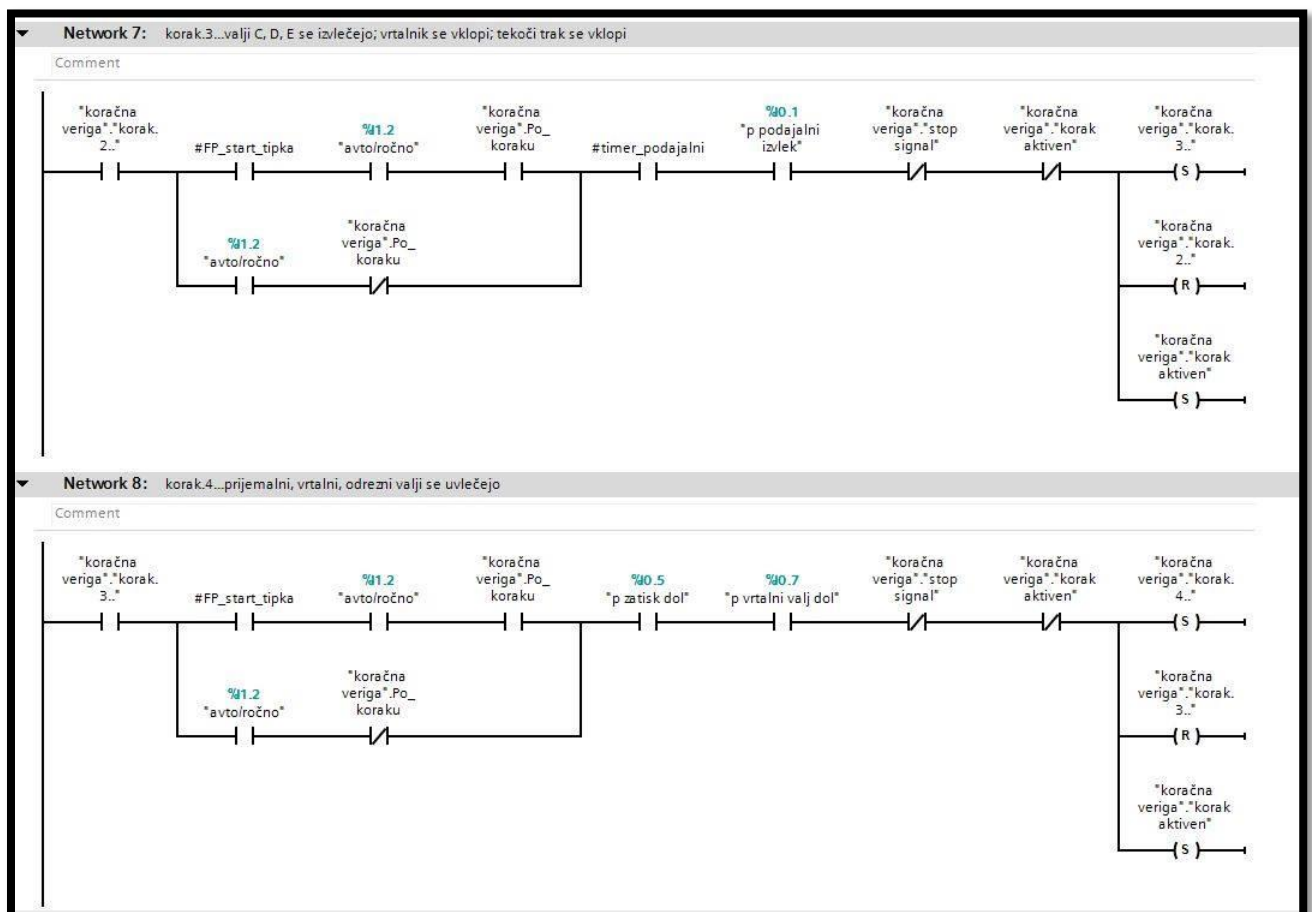 Network 7: korak.3...valji C, D, E se izvlečejo; vrtalnik se vklopi; tekoči trak se vklopi
Comment
"koračna
veriga"."korak.
2.."
#FP_start_tipka
%I1.2
"avto/ročno"
"koračna
veriga".Po_
koraku
#timer_podajalni
%I0.1
"p podajalni
izvlek"
"koračna
veriga"."stop
signal"
"koračna
veriga"."korak
aktiven"
"koračna
veriga"."korak.
3.."
S
%I1.2
"avto/ročno"
"koračna
veriga".Po_
koraku
"koračna
veriga"."korak.
2.."
R
"koračna
veriga"."korak
aktiven"
S
Network 8: korak.4...prijemalni, vrtalni, odrezni valji se uvlečejo
Comment
"koračna
veriga"."korak.
3.."
#FP_start_tipka
%I1.2
"avto/ročno"
"koračna
veriga".Po_
koraku
%I0.5
"p zatisk dol"
%I0.7
"p vrtalni valj dol"
"koračna
veriga"."stop
signal"
"koračna
veriga"."korak
aktiven"
"koračna
veriga"."korak.
4.."
S
%I1.2
"avto/ročno"
"koračna
veriga".Po_
koraku
"koračna
veriga"."korak.
3.."
R
"koračna
veriga"."korak
aktiven"
S